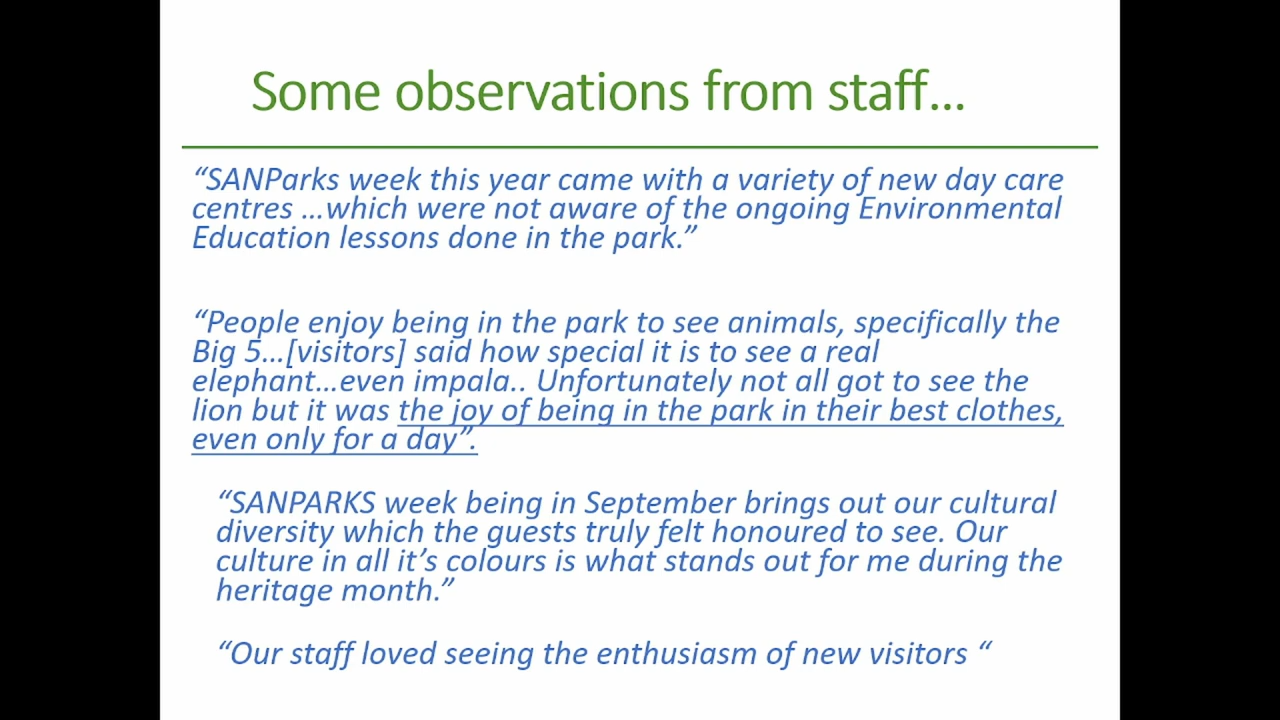 Some observations from staff...
“SANParks week this year came with a variety of new day care
centres ...which were not aware of the ongoing Environmental
Education lessons done in the park.”
“People enjoy being in the park to see animals, specifically the
Big 5...[visitors] said how special it is to see a real
elephant...even impala.. Unfortunately not all got to see the
lion but it was the joy of being in the park in their best clothes,
even only for a day”.
“SANPARKS week being in September brings out our cultural
diversity which the guests truly felt honoured to see. Our
culture in all it’s colours is what stands out for me during the
heritage month.”
“Our staff loved seeing the enthusiasm of new visitors “